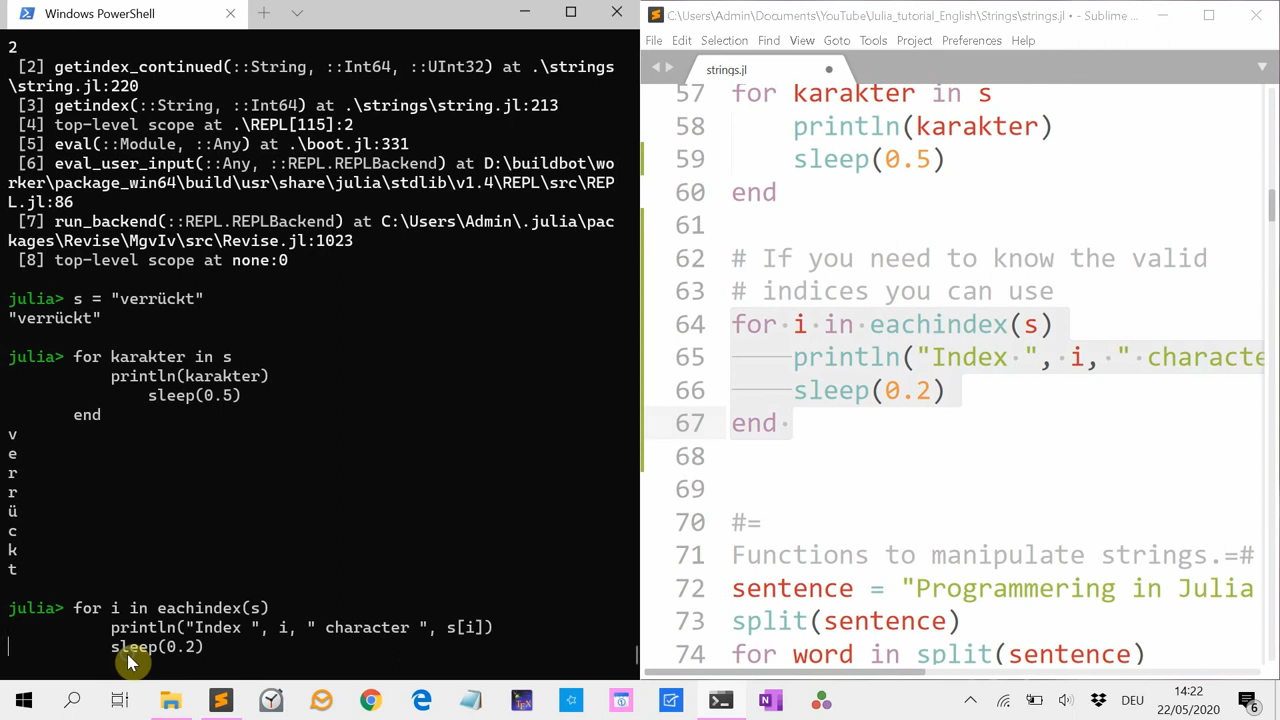 Windows PowerShell
2
[2] getindex_continued(::String, ::Int64, ::UInt32) at .\strings
\string.jl:220
[3] getindex(::String, ::Int64) at .\strings\string.jl:213
[4] top-level scope at .\REPL[115]:2
[5] eval(::Module, ::Any) at .\boot.jl:331
[6] eval_user_input(::Any, ::REPL.REPLBackend) at D:\buildbot\wo
rker\package_win64\build\usr\share\julia\stdlib\v1.4\REPL\src\REP
L.jl:86
[7] run_backend(::REPL.REPLBackend) at C:\Users\Admin\.julia\pac
kages\Revise\MgvIv\src\Revise.jl:1023
[8] top-level scope at none:0
julia> s = "verrückt"
"verrückt"
julia> for karakter in s
println(karakter)
sleep(0.5)
end
v
e
r
r
ü
c
k
t
julia> for i in eachindex(s)
println("Index ", i, " character ", s[i])
sleep(0.2)
C:\Users\Admin\Documents\YouTube\Julia_tutorial_English\Strings\strings.jl • - Sublime ...
File Edit Selection Find View Goto Tools Project Preferences Help
strings.jl
57 for karakter in s
58 println(karakter)
59 sleep(0.5)
60 end
61
62 # If you need to know the valid
63 # indices you can use
64 for i in eachindex(s)
65 println("Index ", i, " characte
66 sleep(0.2)
67 end
68
69
70 #=
71 Functions to manipulate strings.=#
72 sentence = "Programmering in Julia
73 split(sentence)
74 for word in split(sentence)
DEU
14:22
22/05/2020
6